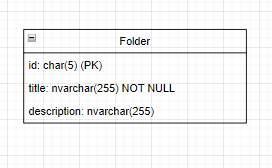 Folder
id: char(5) (PK)
title: nvarchar(255) NOT NULL
description: nvarchar(255)